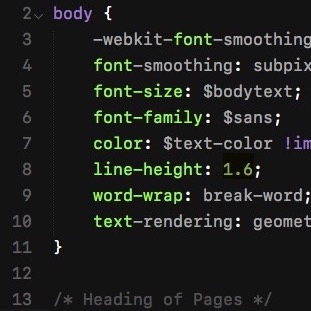 2 body {
3 -webkit-font-smoothing
4 font-smoothing: subpix
5 font-size: $bodytext;
6 font-family: $sans;
7 color: $text-color !im
8 line-height: 1.6;
9 word-wrap: break-word;
10 text-rendering: geomet
11 }
12
13 /* Heading of Pages */